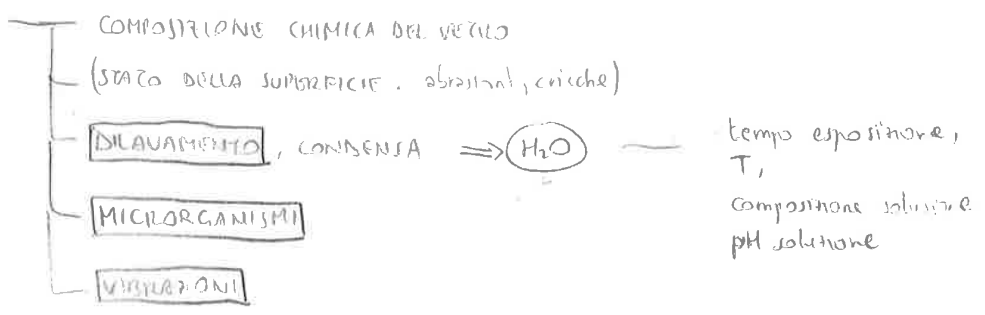 COMPOSIZIONE CHIMICA DEL VETRO
(STATO DELLA SUPERFICIE. abrasioni, cricche)
DILAVAMENTO, CONDENSA ⇒ H₂O — tempo esposizione,
T,
composizione soluzione
pH soluzione
MICRORGANISMI
VIBRAZIONI